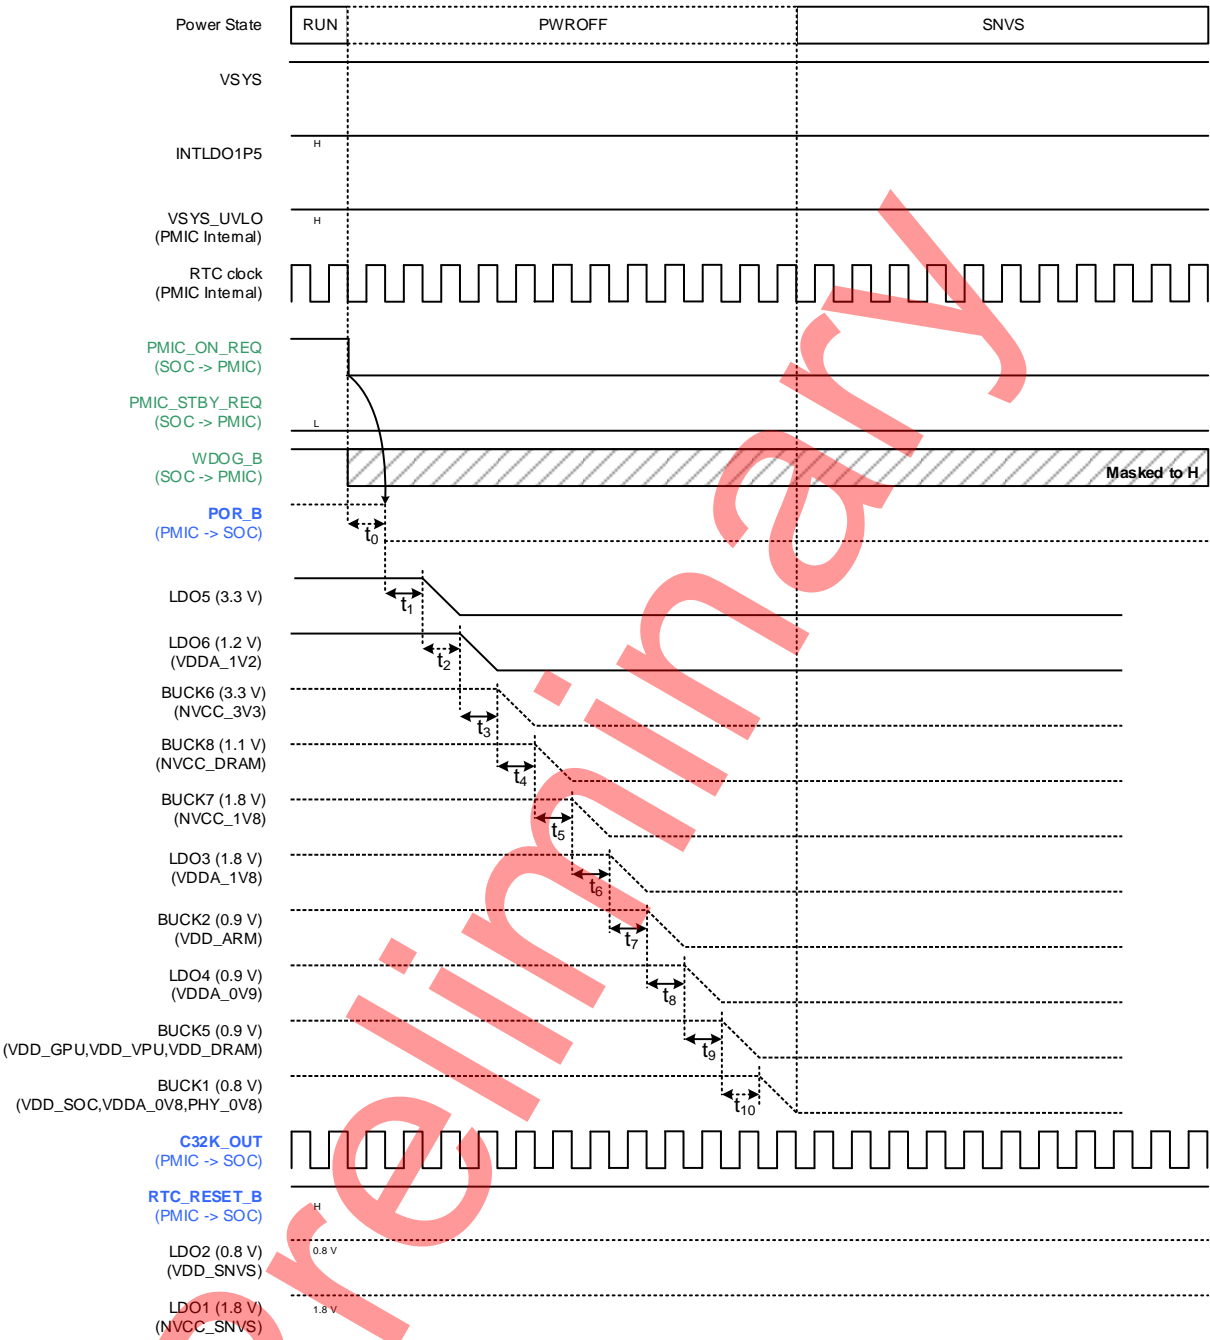 Power State RUN PWROFF SNVS
VSYS
INTLDO1P5 H
VSYS_UVLO H
(PMIC Internal)
RTC clock
(PMIC Internal)
PMIC_ON_REQ
(SOC -> PMIC)
PMIC_STBY_REQ
(SOC -> PMIC) L
WDOG_B
(SOC -> PMIC) Masked to H
POR_B
(PMIC -> SOC) t0
LDO5 (3.3 V) t1
LDO6 (1.2 V)
(VDDA_1V2) t2
BUCK6 (3.3 V)
(NVCC_3V3) t3
BUCK8 (1.1 V)
(NVCC_DRAM) t4
BUCK7 (1.8 V)
(NVCC_1V8) t5
LDO3 (1.8 V)
(VDDA_1V8) t6
BUCK2 (0.9 V)
(VDD_ARM) t7
LDO4 (0.9 V)
(VDDA_0V9) t8
BUCK5 (0.9 V)
(VDD_GPU,VDD_VPU,VDD_DRAM) t9
BUCK1 (0.8 V)
(VDD_SOC,VDDA_0V8,PHY_0V8) t10
C32K_OUT
(PMIC -> SOC)
RTC_RESET_B
(PMIC -> SOC) H
LDO2 (0.8 V) 0.8 V
(VDD_SNVS)
LDO1 (1.8 V) 1.8 V
(NVCC_SNVS)
preliminary